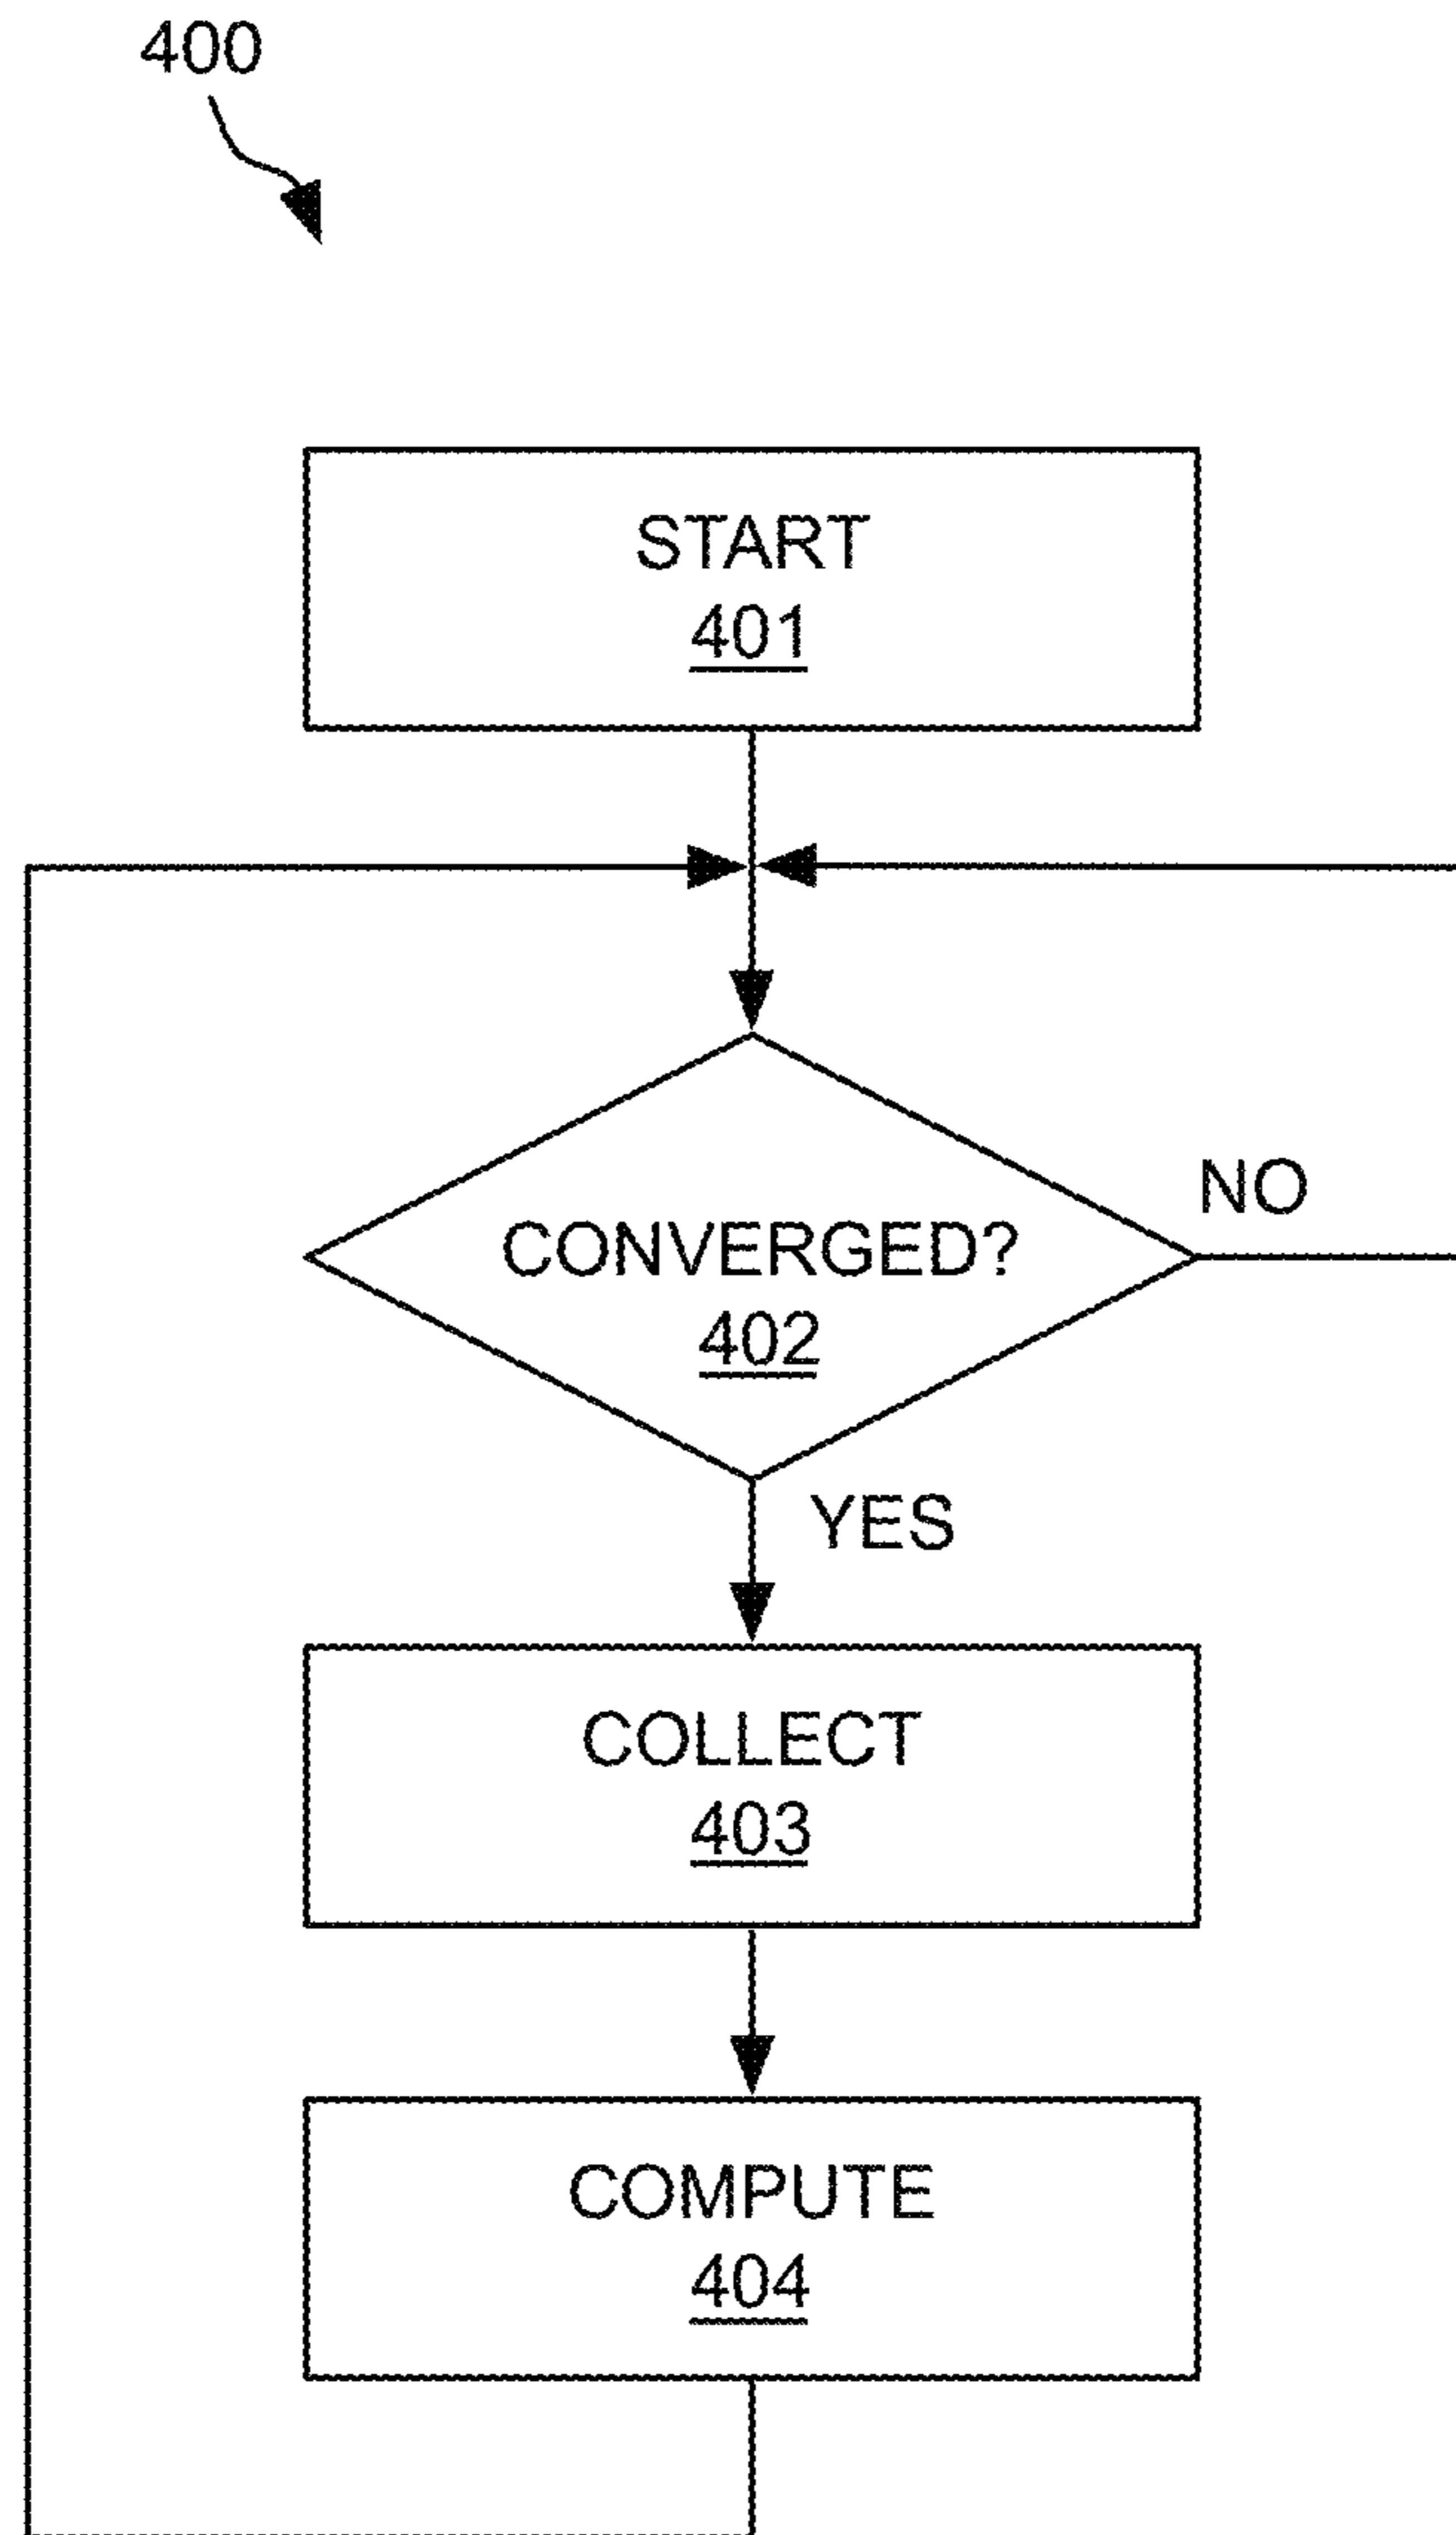 400
START
401
CONVERGED?
402
NO
YES
COLLECT
403
COMPUTE
404